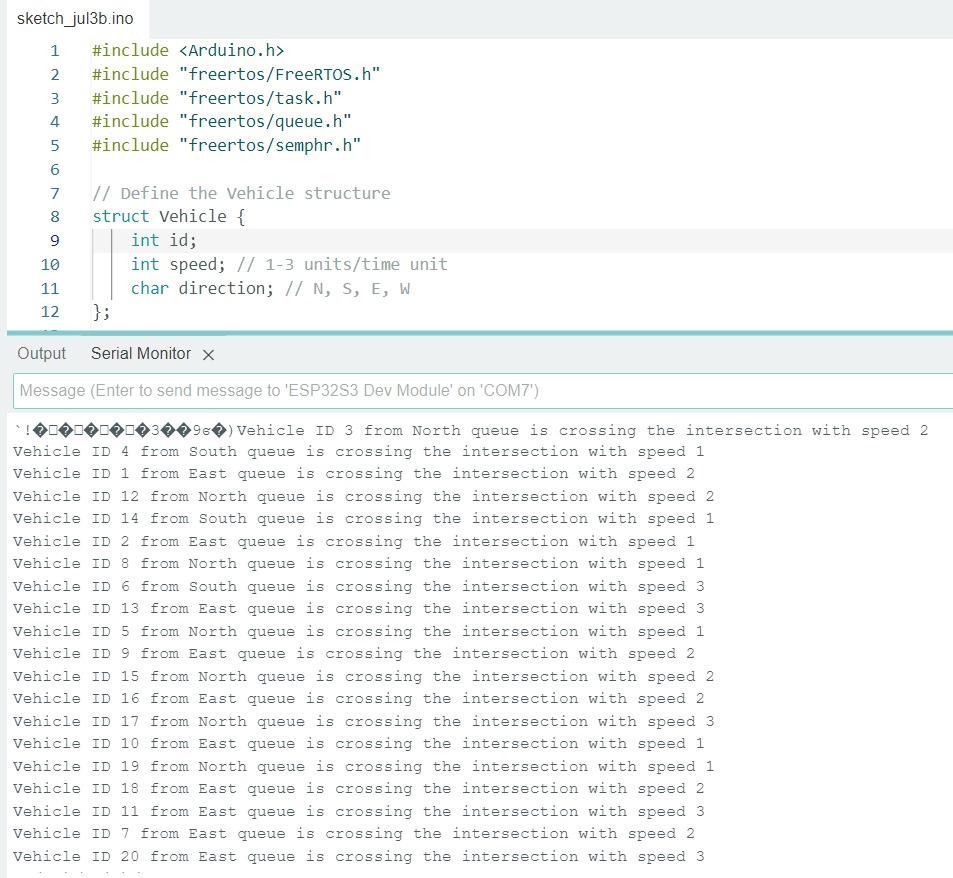 sketch_jul3b.ino
1 #include <Arduino.h>
2 #include "freertos/FreeRTOS.h"
3 #include "freertos/task.h"
4 #include "freertos/queue.h"
5 #include "freertos/semphr.h"
6
7 // Define the Vehicle structure
8 struct Vehicle {
9 int id;
10 int speed; // 1-3 units/time unit
11 char direction; // N, S, E, W
12 };
Output Serial Monitor ×
Message (Enter to send message to 'ESP32S3 Dev Module' on 'COM7')
Vehicle ID 3 from North queue is crossing the intersection with speed 2
Vehicle ID 4 from South queue is crossing the intersection with speed 1
Vehicle ID 1 from East queue is crossing the intersection with speed 2
Vehicle ID 12 from North queue is crossing the intersection with speed 2
Vehicle ID 14 from South queue is crossing the intersection with speed 1
Vehicle ID 2 from East queue is crossing the intersection with speed 1
Vehicle ID 8 from North queue is crossing the intersection with speed 1
Vehicle ID 6 from South queue is crossing the intersection with speed 3
Vehicle ID 13 from East queue is crossing the intersection with speed 3
Vehicle ID 5 from North queue is crossing the intersection with speed 1
Vehicle ID 9 from East queue is crossing the intersection with speed 2
Vehicle ID 15 from North queue is crossing the intersection with speed 2
Vehicle ID 16 from East queue is crossing the intersection with speed 2
Vehicle ID 17 from North queue is crossing the intersection with speed 3
Vehicle ID 10 from East queue is crossing the intersection with speed 1
Vehicle ID 19 from North queue is crossing the intersection with speed 1
Vehicle ID 18 from East queue is crossing the intersection with speed 2
Vehicle ID 11 from East queue is crossing the intersection with speed 3
Vehicle ID 7 from East queue is crossing the intersection with speed 2
Vehicle ID 20 from East queue is crossing the intersection with speed 3